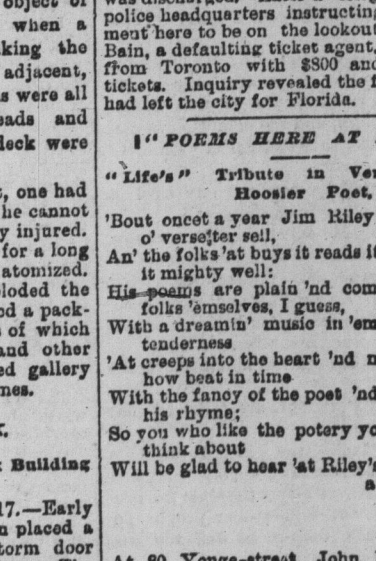 object of
when a
king the
adjacent,
s were all
eads and
deck were
t, one had
he cannot
y injured.
for a long
atomized.
loded the
od a pack-
s of which
and other
ed gallery
nes.
Building
17.—Early
n placed a
torm door
police headquarters instructin
ment here to be on the lookout
Bain, a defaulting ticket agent,
from Toronto with $800 and
tickets. Inquiry revealed the f
had left the city for Florida.
"POEMS HERE AT
"Life's" Tribute in Ver
Hoosier Poet,
'Bout oncet a year Jim Riley
o' verse ter sell,
An' the folks 'at buys it reads it
it mighty well:
His poems are plain 'nd com
folks 'emselves, I guess,
With a dreamin' music in 'em
tenderness
'At creeps into the heart 'nd m
how beat in time
With the fancy of the poet 'nd
his rhyme;
So you who like the potery yo
think about
Will be glad to hear 'at Riley's
a
At 80 Yonge-street, John